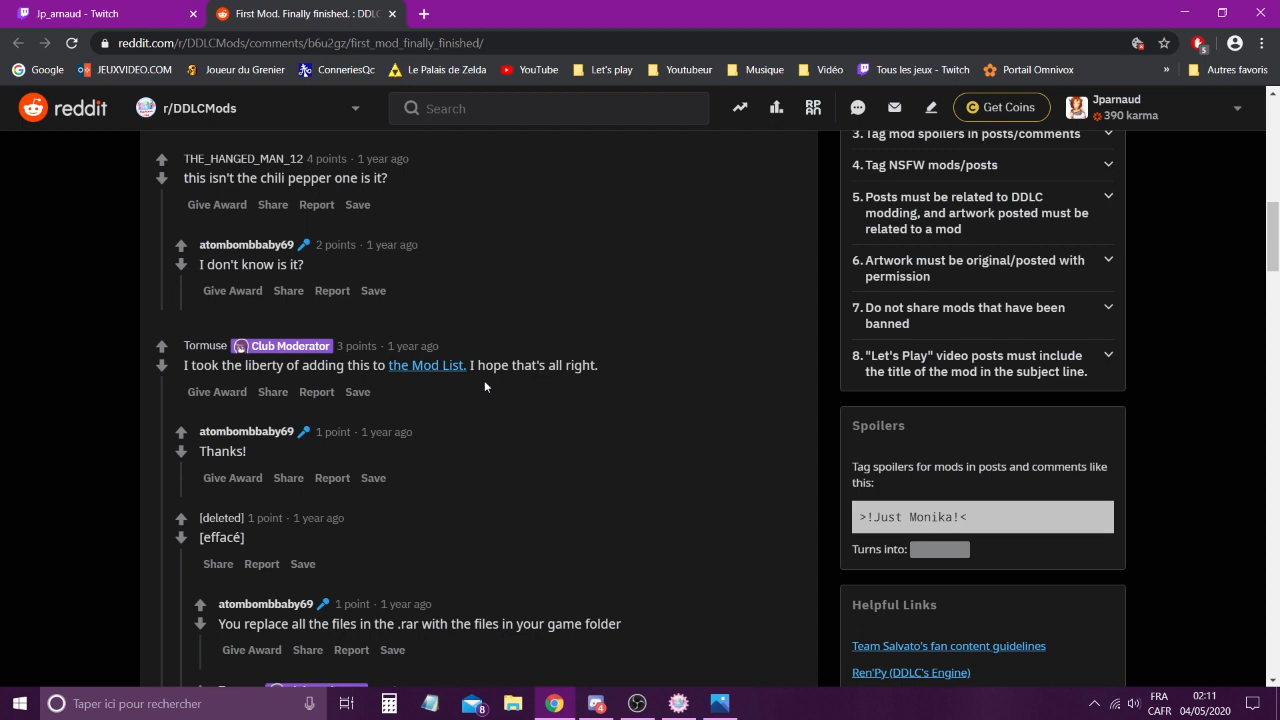 Jp_arnaud - Twitch
First Mod. Finally finished. : DDLC
reddit.com/r/DDLCMods/comments/b6u2gz/first_mod_finally_finished/
5
Google
JEUXVIDEO.COM
Joueur du Grenier
ConneriesQc
Le Palais de Zelda
YouTube
Let's play
Youtubeur
Musique
Vidéo
Tous les jeux - Twitch
Portail Omnivox
»
Autres favoris
reddit
r/DDLCMods
Search
Get Coins
Jparnaud
390 karma
THE_HANGED_MAN_12 4 points · 1 year ago
this isn't the chili pepper one is it?
Give Award Share Report Save
atombombbaby69 2 points · 1 year ago
I don't know is it?
Give Award Share Report Save
Tormuse Club Moderator 3 points · 1 year ago
I took the liberty of adding this to the Mod List. I hope that's all right.
Give Award Share Report Save
atombombbaby69 1 point · 1 year ago
Thanks!
Give Award Share Report Save
[deleted] 1 point · 1 year ago
[effacé]
Share Report Save
atombombbaby69 1 point · 1 year ago
You replace all the files in the .rar with the files in your game folder
Give Award Share Report Save
3. Tag mod spoilers in posts/comments
4. Tag NSFW mods/posts
5. Posts must be related to DDLC
modding, and artwork posted must be
related to a mod
6. Artwork must be original/posted with
permission
7. Do not share mods that have been
banned
8. "Let's Play" video posts must include
the title of the mod in the subject line.
Spoilers
Tag spoilers for mods in posts and comments like
this:
>!Just Monika!<
Turns into:
Helpful Links
Team Salvato's fan content guidelines
Ren'Py (DDLC's Engine)
Taper ici pour rechercher
8
4
FRA
CAFR
02:11
04/05/2020